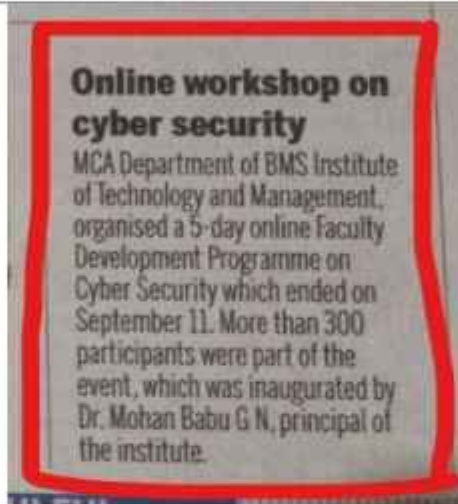 Online workshop on
cyber security
MCA Department of BMS Institute
of Technology and Management,
organised a 5-day online Faculty
Development Programme on
Cyber Security which ended on
September 11. More than 300
participants were part of the
event, which was inaugurated by
Dr. Mohan Babu G N, principal of
the institute.